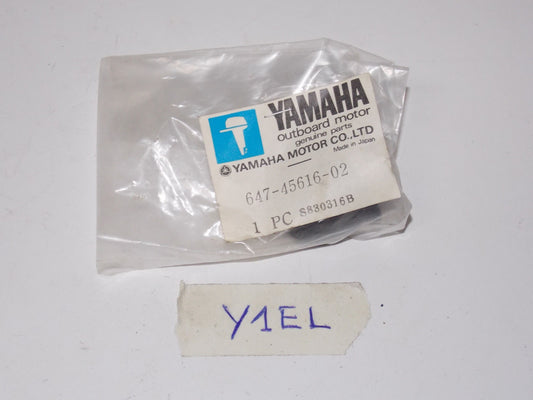 YAMAHA
outboard motor
genuine parts
YAMAHA MOTOR CO.,LTD
Made in Japan
647-45616-02
1 PC S830316B
Y1EL